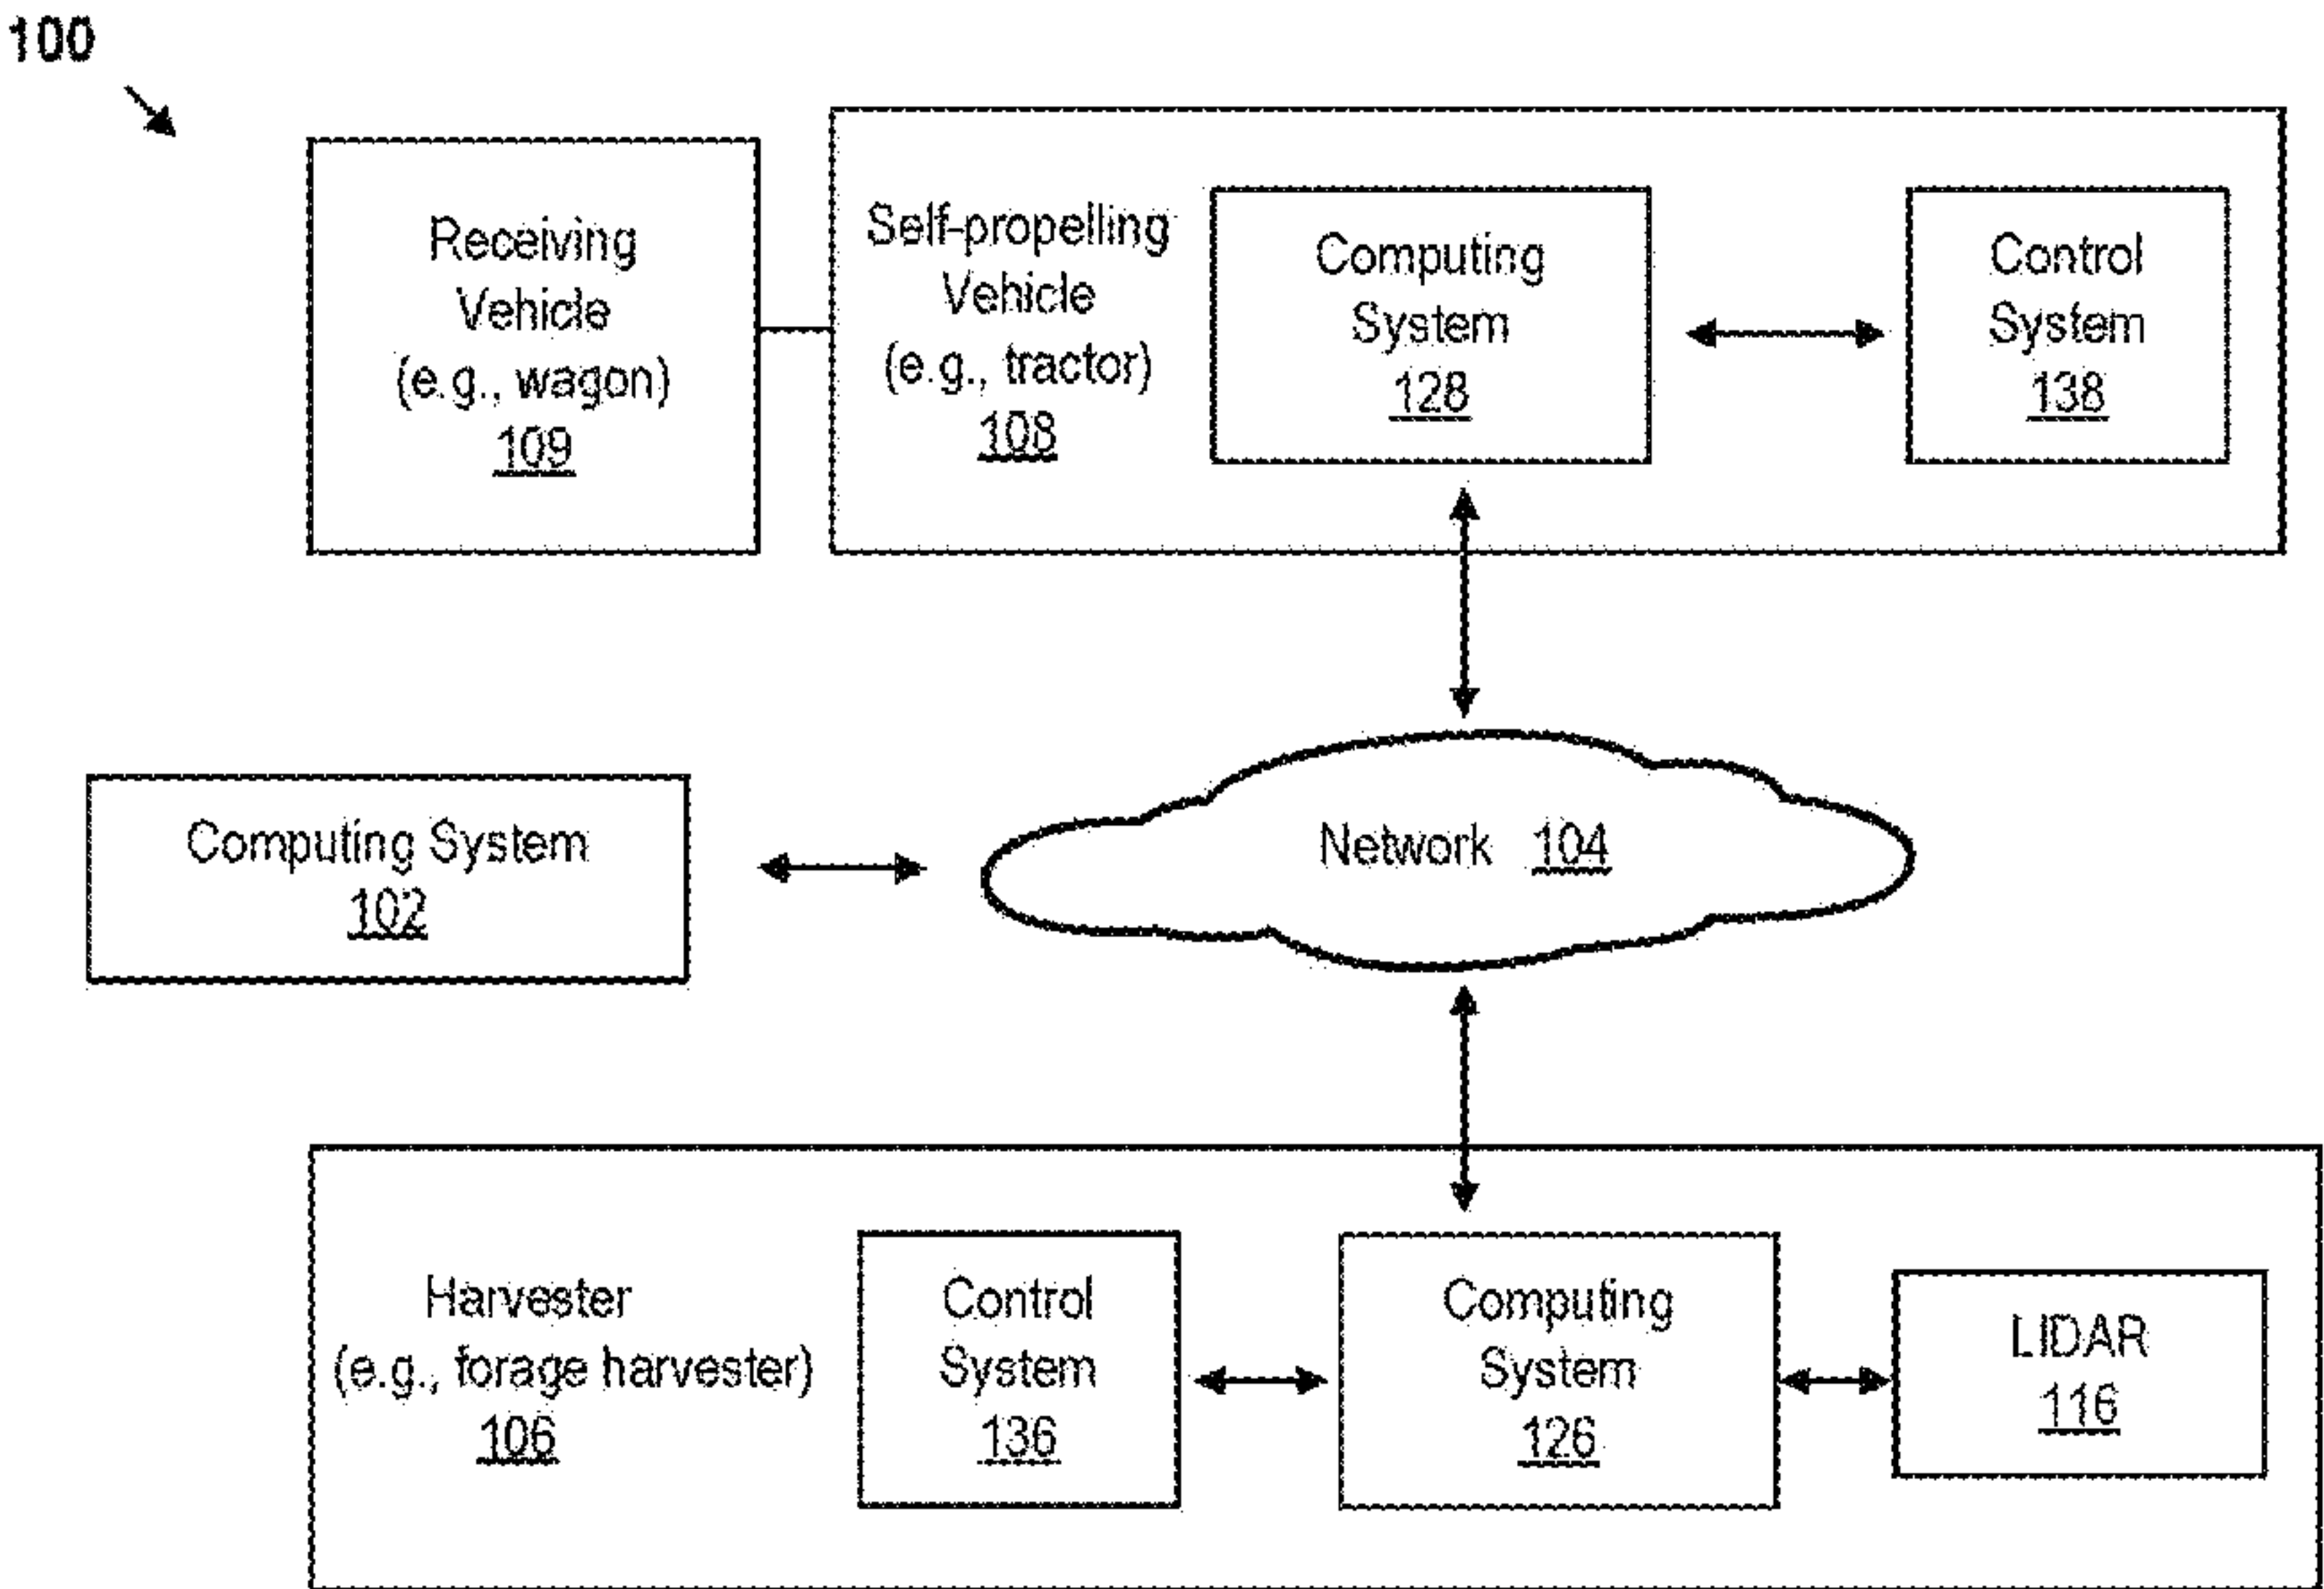 100
Receiving
Vehicle
(e.g., wagon)
109
Self-propelling
Vehicle
(e.g., tractor)
108
Computing
System
128
Control
System
138
Computing System
102
Network 104
Harvester
(e.g., forage harvester)
106
Control
System
136
Computing
System
126
LIDAR
116